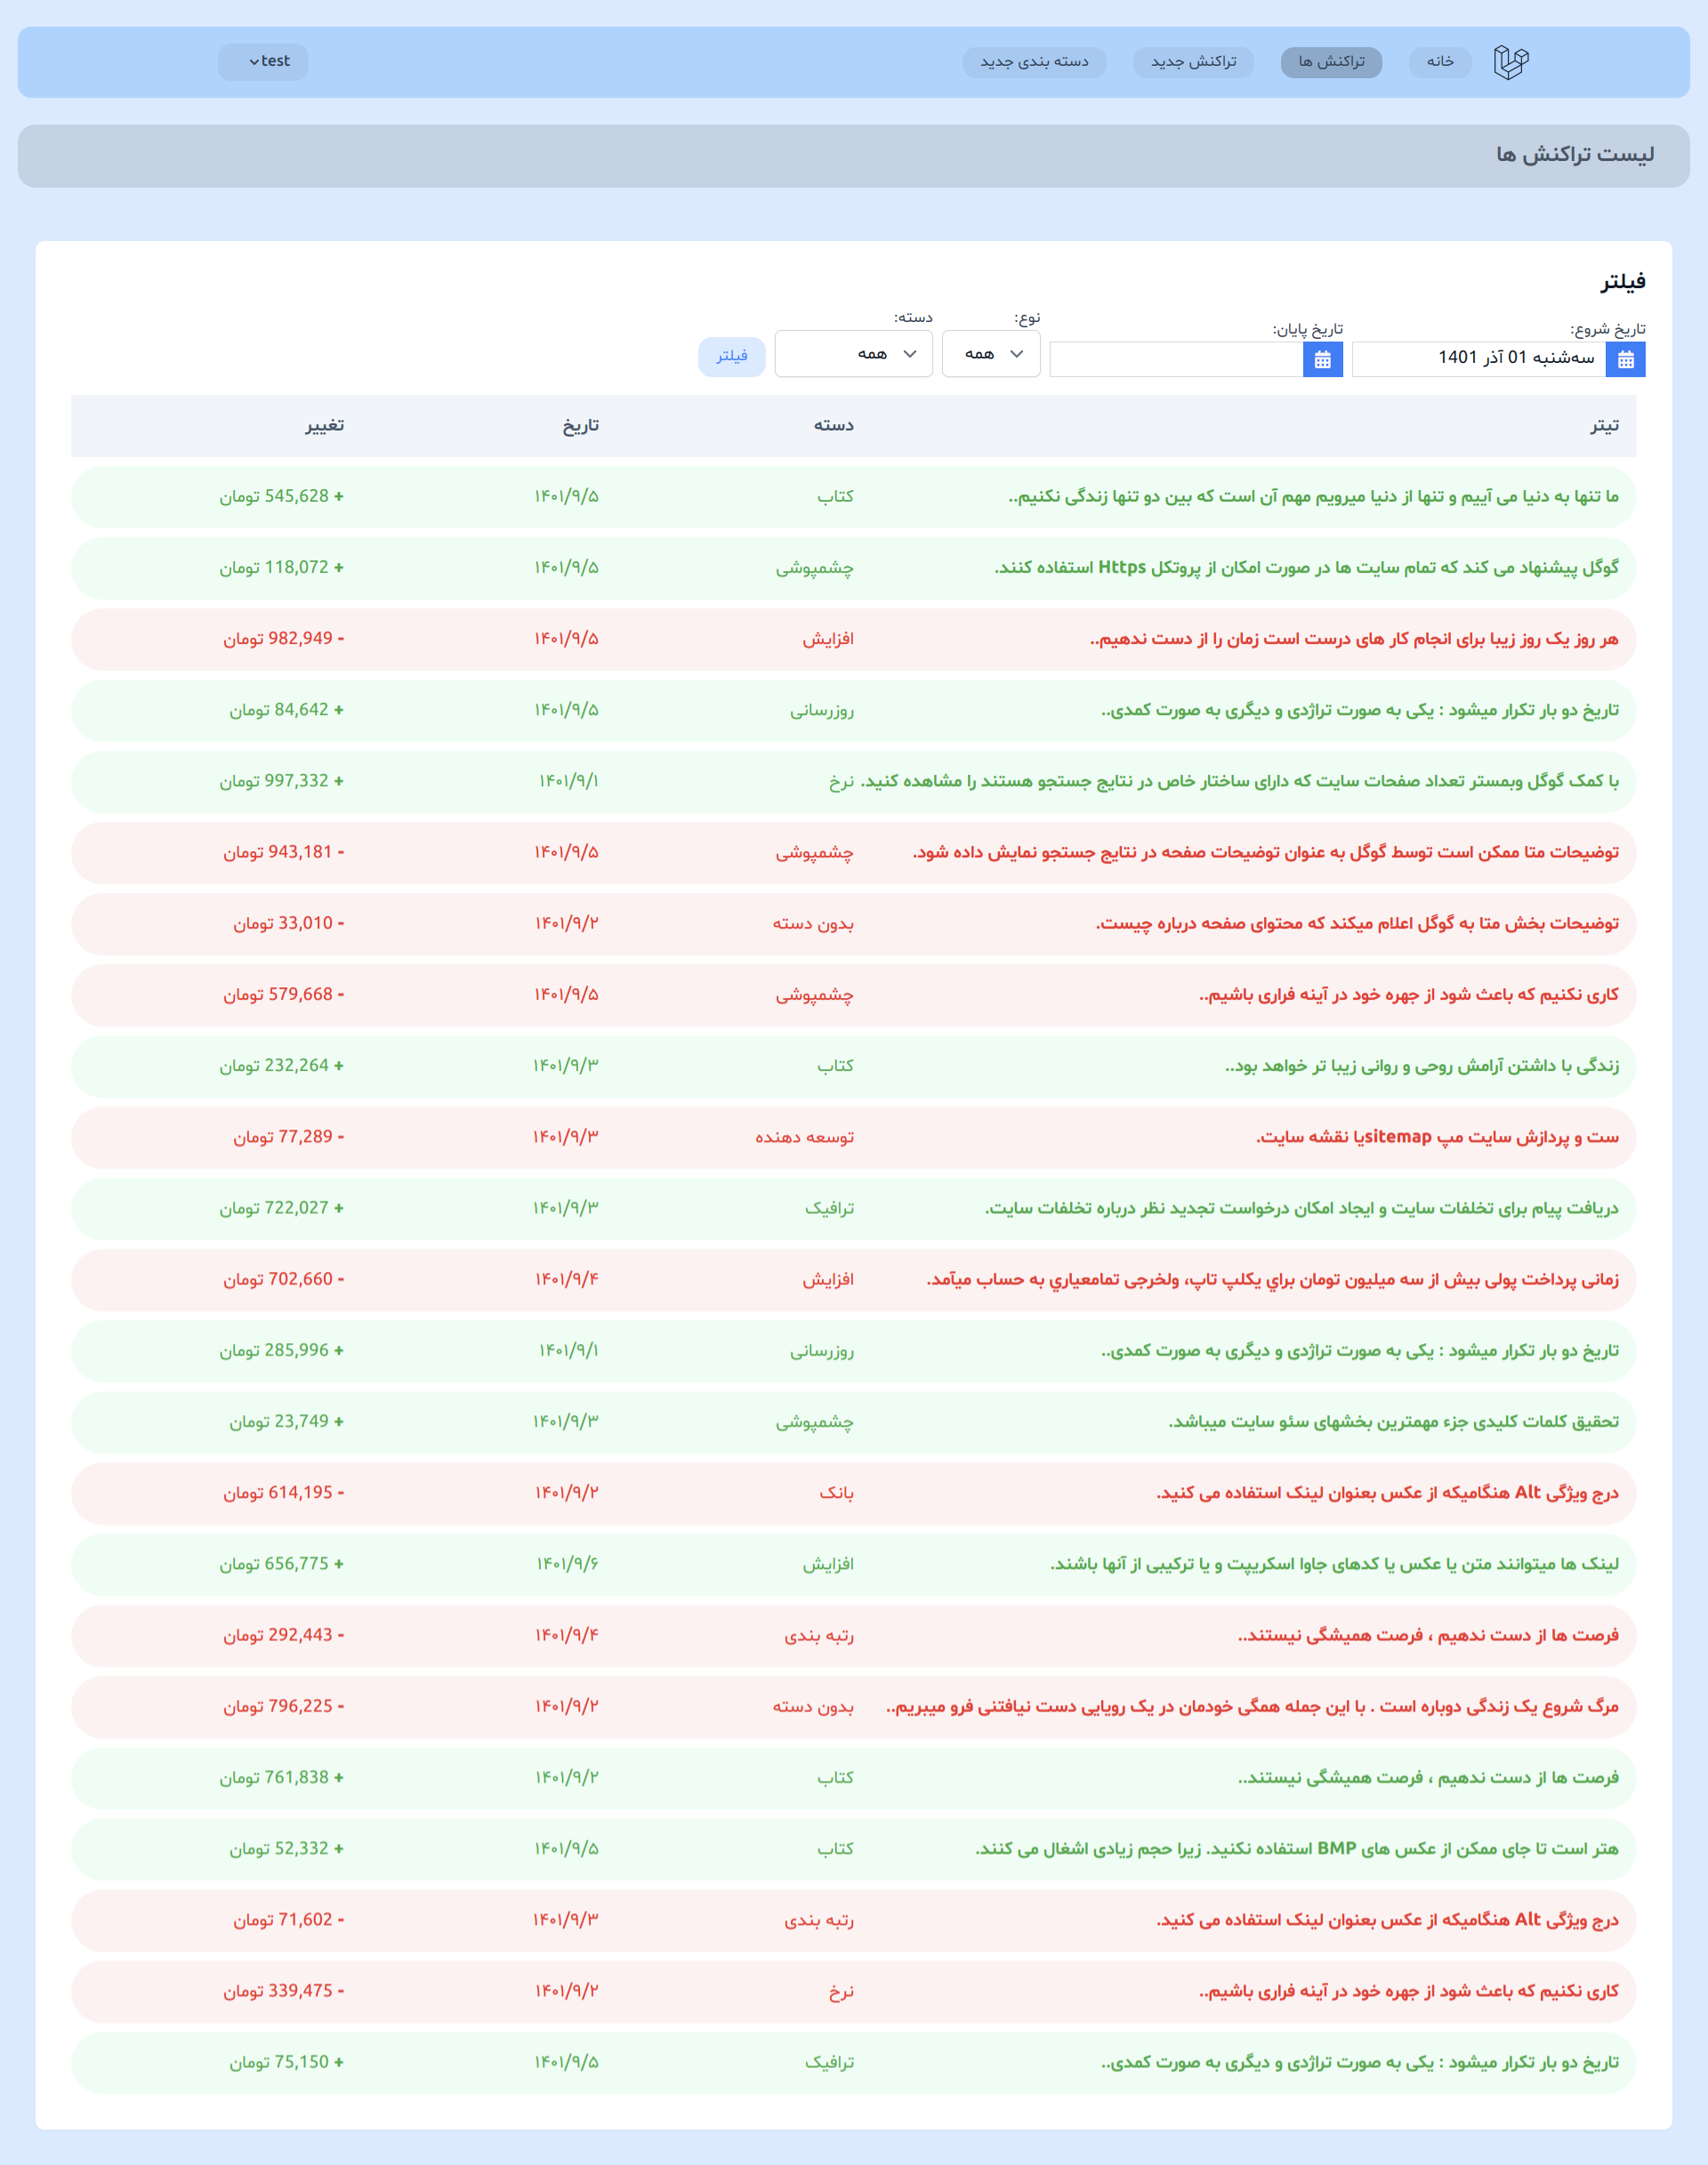 خانه تراکنش ها تراکنش جدید دسته بندی جدید test
لیست تراکنش ها
فیلتر
تاریخ شروع: تاریخ پایان: نوع: دسته:
سه‌شنبه 01 آذر 1401 همه همه فیلتر
تیتر دسته تاریخ تغییر
ما تنها به دنیا می آییم و تنها از دنیا میرویم مهم آن است که بین دو تنها زندگی نکنیم.. کتاب ۱۴۰۱/۹/۵ + 545,628 تومان
گوگل پیشنهاد می کند که تمام سایت ها در صورت امکان از پروتکل Https استفاده کنند. چشمپوشی ۱۴۰۱/۹/۵ + 118,072 تومان
هر روز یک روز زیبا برای انجام کار های درست است زمان را از دست ندهیم.. افزایش ۱۴۰۱/۹/۵ - 982,949 تومان
تاریخ دو بار تکرار میشود : یکی به صورت تراژدی و دیگری به صورت کمدی.. روزرسانی ۱۴۰۱/۹/۵ + 84,642 تومان
با کمک گوگل وبمستر تعداد صفحات سایت که دارای ساختار خاص در نتایج جستجو هستند را مشاهده کنید. نرخ ۱۴۰۱/۹/۱ + 997,332 تومان
توضیحات متا ممکن است توسط گوگل به عنوان توضیحات صفحه در نتایج جستجو نمایش داده شود. چشمپوشی ۱۴۰۱/۹/۵ - 943,181 تومان
توضیحات بخش متا به گوگل اعلام میکند که محتوای صفحه درباره چیست. بدون دسته ۱۴۰۱/۹/۲ - 33,010 تومان
کاری نکنیم که باعث شود از جهره خود در آینه فراری باشیم.. چشمپوشی ۱۴۰۱/۹/۵ - 579,668 تومان
زندگی با داشتن آرامش روحی و روانی زیبا تر خواهد بود.. کتاب ۱۴۰۱/۹/۳ + 232,264 تومان
ست و پردازش سایت مپ sitemapیا نقشه سایت. توسعه دهنده ۱۴۰۱/۹/۳ - 77,289 تومان
دریافت پیام برای تخلفات سایت و ایجاد امکان درخواست تجدید نظر درباره تخلفات سایت. ترافیک ۱۴۰۱/۹/۳ + 722,027 تومان
زمانی پرداخت پولی بیش از سه میلیون تومان براي یکلپ تاپ، ولخرجی تمامعیاري به حساب میآمد. افزایش ۱۴۰۱/۹/۴ - 702,660 تومان
تاریخ دو بار تکرار میشود : یکی به صورت تراژدی و دیگری به صورت کمدی.. روزرسانی ۱۴۰۱/۹/۱ + 285,996 تومان
تحقیق کلمات کلیدی جزء مهمترین بخشهای سئو سایت میباشد. چشمپوشی ۱۴۰۱/۹/۳ + 23,749 تومان
درج ویژگی Alt هنگامیکه از عکس بعنوان لینک استفاده می کنید. بانک ۱۴۰۱/۹/۲ - 614,195 تومان
لینک ها میتوانند متن یا عکس یا کدهای جاوا اسکریپت و یا ترکیبی از آنها باشند. افزایش ۱۴۰۱/۹/۶ + 656,775 تومان
فرصت ها از دست ندهیم ، فرصت همیشگی نیستند.. رتبه بندی ۱۴۰۱/۹/۴ - 292,443 تومان
مرگ شروع یک زندگی دوباره است . با این جمله همگی خودمان در یک رویایی دست نیافتنی فرو میبریم.. بدون دسته ۱۴۰۱/۹/۲ - 796,225 تومان
فرصت ها از دست ندهیم ، فرصت همیشگی نیستند.. کتاب ۱۴۰۱/۹/۲ + 761,838 تومان
هتر است تا جای ممکن از عکس های BMP استفاده نکنید. زیرا حجم زیادی اشغال می کنند. کتاب ۱۴۰۱/۹/۵ + 52,332 تومان
درج ویژگی Alt هنگامیکه از عکس بعنوان لینک استفاده می کنید. رتبه بندی ۱۴۰۱/۹/۳ - 71,602 تومان
کاری نکنیم که باعث شود از جهره خود در آینه فراری باشیم.. نرخ ۱۴۰۱/۹/۲ - 339,475 تومان
تاریخ دو بار تکرار میشود : یکی به صورت تراژدی و دیگری به صورت کمدی.. ترافیک ۱۴۰۱/۹/۵ + 75,150 تومان